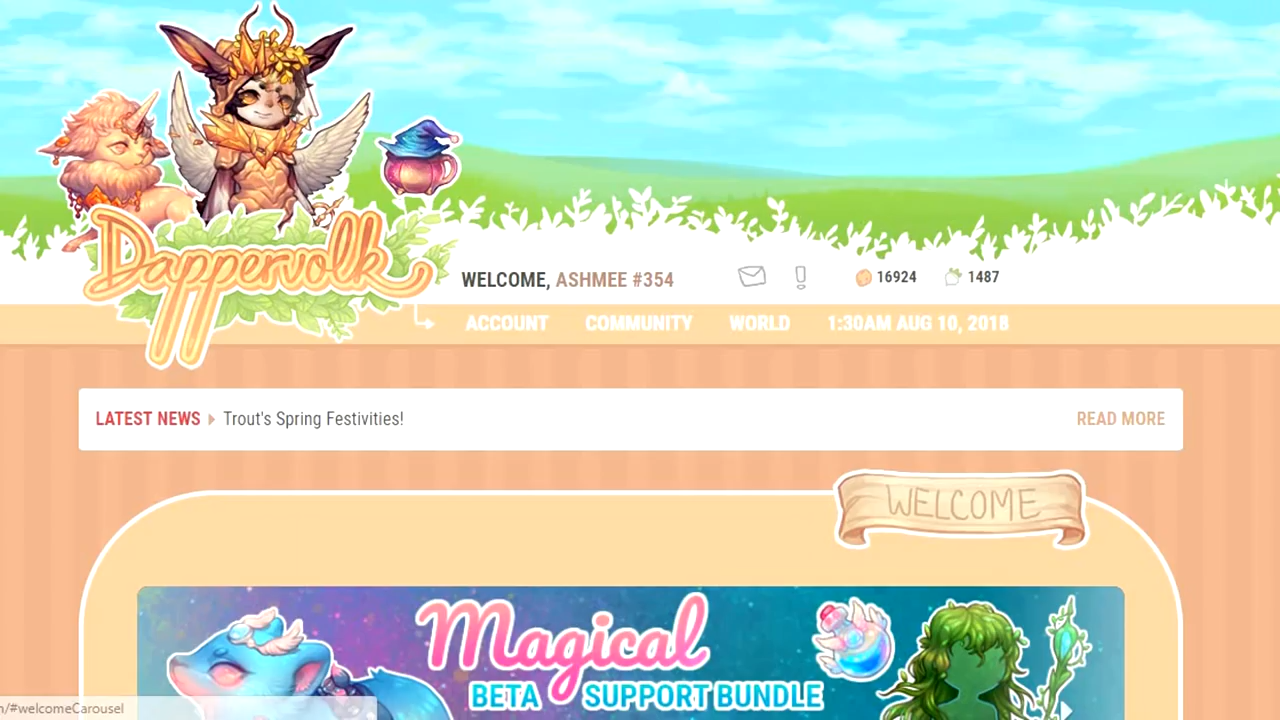 Dappervolk
WELCOME, ASHMEE #354
16924
1487
ACCOUNT
COMMUNITY
WORLD
1:30AM AUG 10, 2018
LATEST NEWS
Trout's Spring Festivities!
READ MORE
WELCOME
Magical
BETA SUPPORT BUNDLE
/#welcomeCarousel